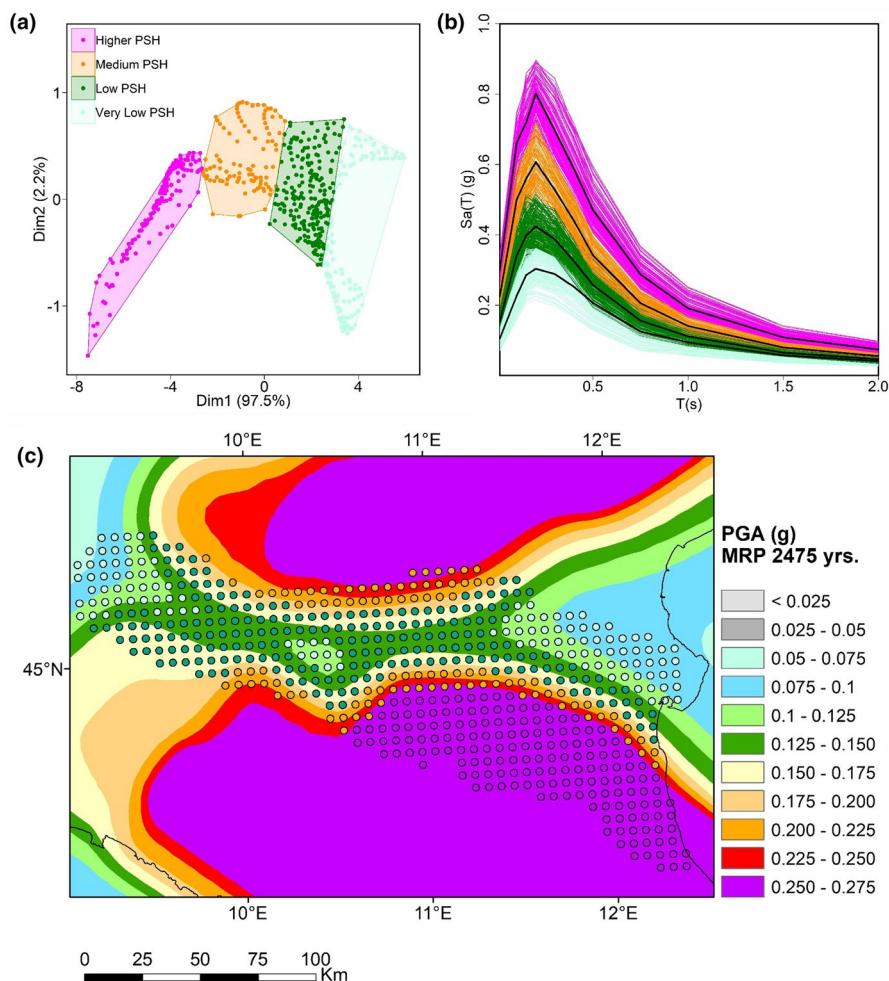 (a)
Higher PSH
Medium PSH
Low PSH
Very Low PSH
Dim2 (2.2%)
1
0
-1
-8
-4
0
4
Dim1 (97.5%)
(b)
Sa(T) (g)
1.0
0.8
0.6
0.4
0.2
0.5
1.0
1.5
2.0
T(s)
(c)
10°E
11°E
12°E
45°N
10°E
11°E
12°E
PGA (g)
MRP 2475 yrs.
< 0.025
0.025 - 0.05
0.05 - 0.075
0.075 - 0.1
0.1 - 0.125
0.125 - 0.150
0.150 - 0.175
0.175 - 0.200
0.200 - 0.225
0.225 - 0.250
0.250 - 0.275
0
25
50
75
100
Km